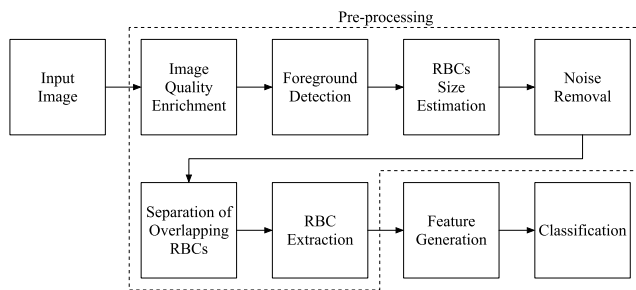 Pre-processing
Input
Image
Image
Quality
Enrichment
Foreground
Detection
RBCs
Size
Estimation
Noise
Removal
Separation of
Overlapping
RBCs
RBC
Extraction
Feature
Generation
Classification